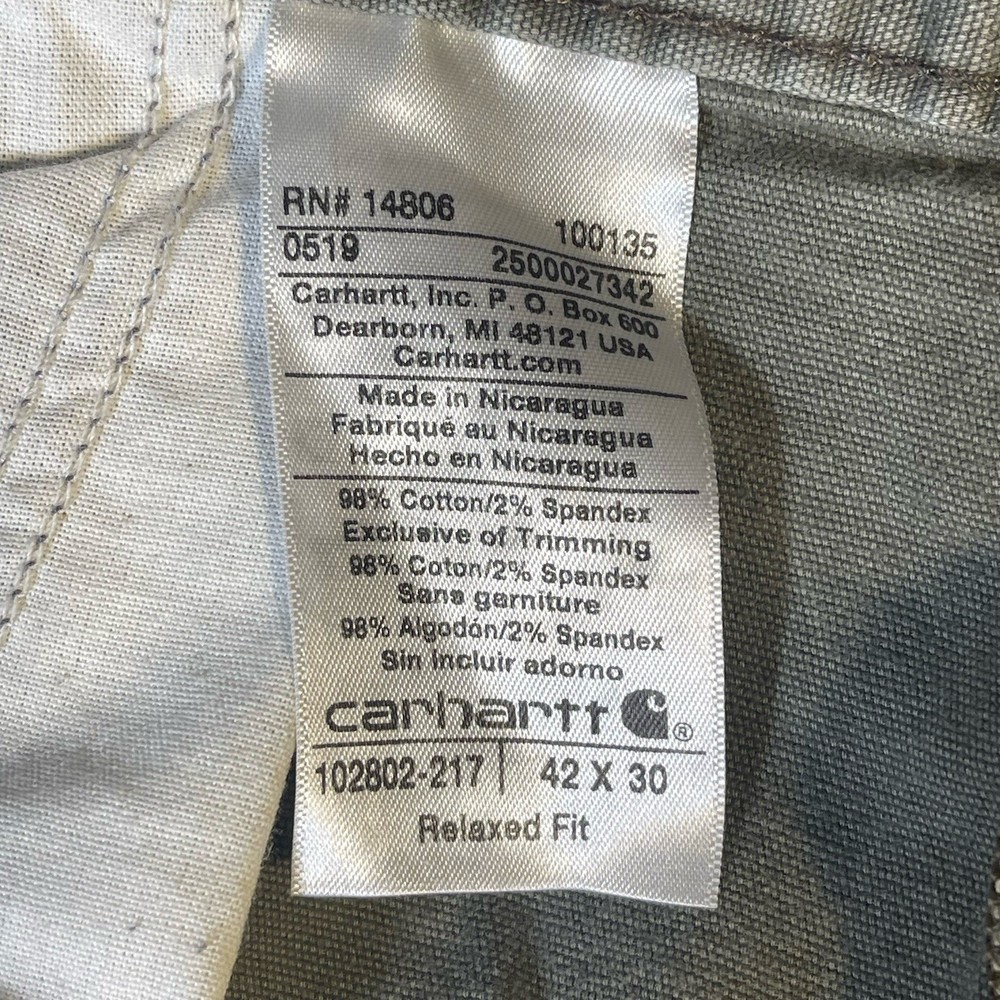 RN# 14806 100135
0519 2500027342
Carhartt, Inc. P. O. Box 600
Dearborn, MI 48121 USA
Carhartt.com
Made in Nicaragua
Fabriqué au Nicaragua
Hecho en Nicaragua
98% Cotton/2% Spandex
Exclusive of Trimming
98% Coton/2% Spandex
Sans garniture
98% Algodón/2% Spandex
Sin incluir adorno
carhartt ®
102802-217 | 42 X 30
Relaxed Fit